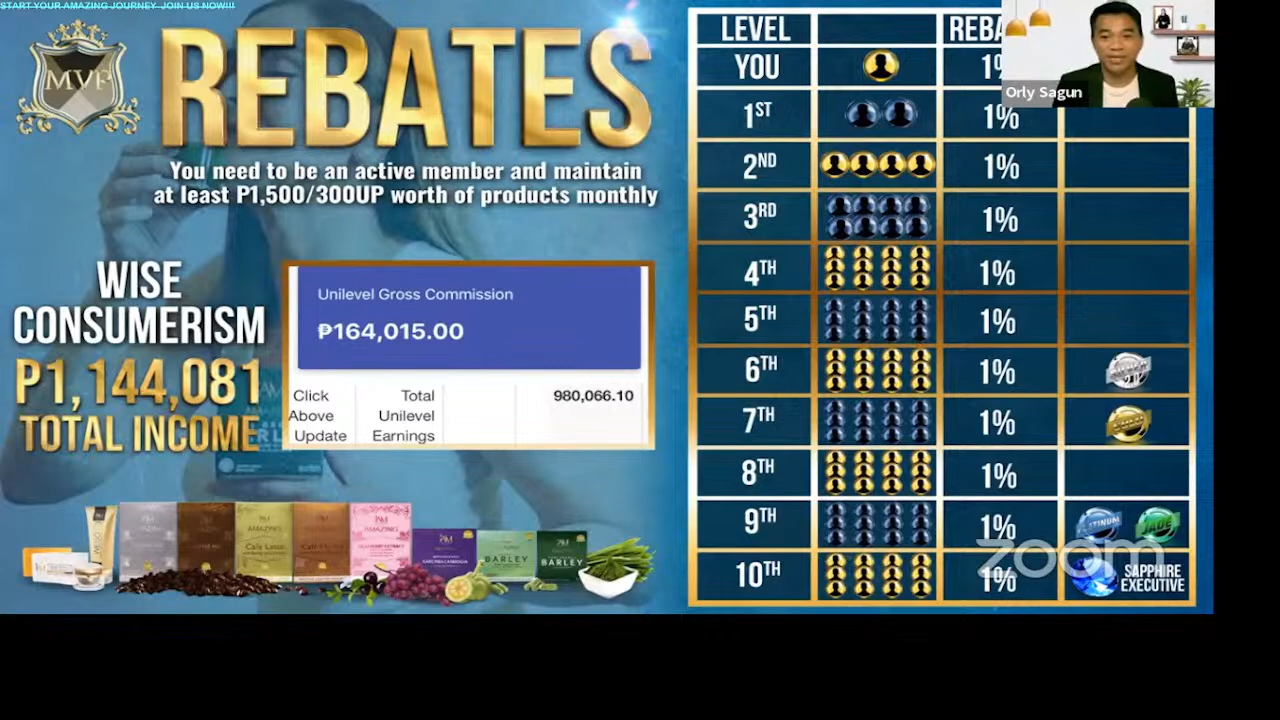 START YOUR AMAZING JOURNEY JOIN US NOW!!!
MVP
REBATES
You need to be an active member and maintain
at least P1,500/300UP worth of products monthly
WISE
CONSUMERISM
P1,144,081
TOTAL INCOME
Unilevel Gross Commission
₱164,015.00
Click
Above
Update
Total
Unilevel
Earnings
980,066.10
AMAZING
AMAZING
BARLEY
BARLEY
LEVEL
YOU 1%
1ST 1%
2ND 1%
3RD 1%
4TH 1%
5TH 1%
6TH 1%
7TH 1%
8TH 1%
9TH 1% PLATINUM JADE
10TH 1% SAPPHIRE
EXECUTIVE
Orly Sagun
zoom